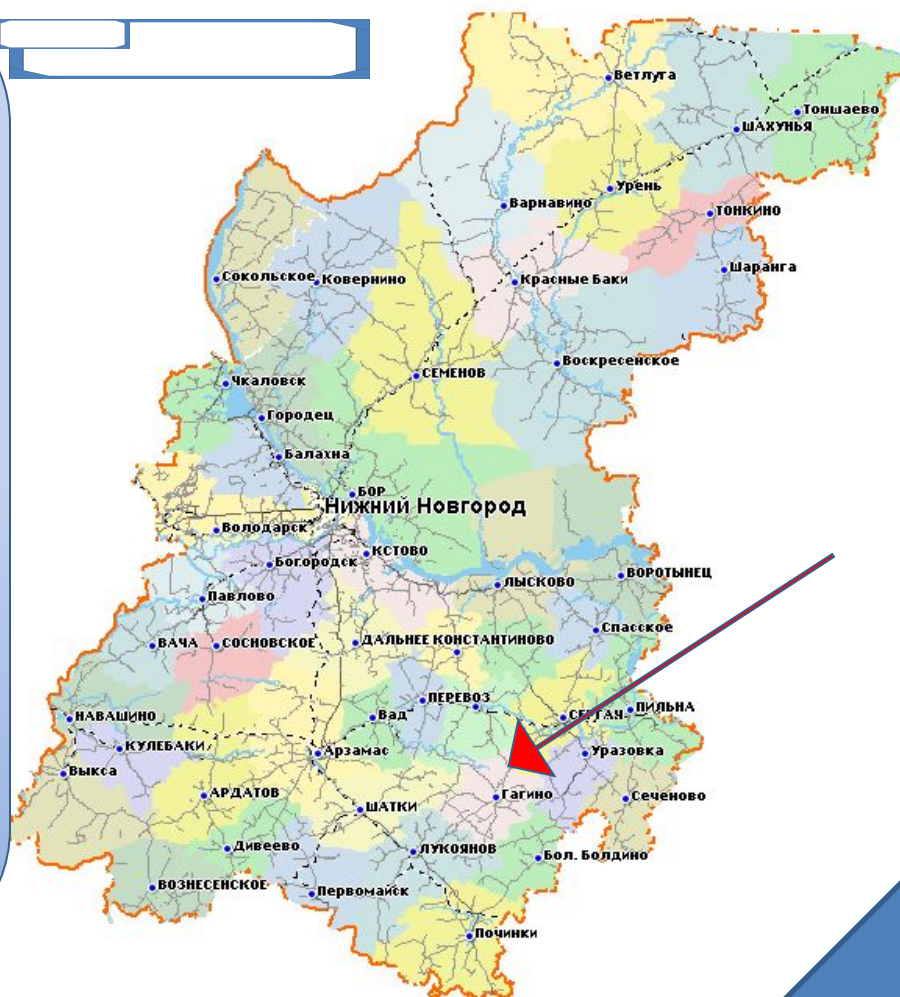 Ветлуга
Тоншаево
ШАХУНЬЯ
Урень
Варнавино
ТОНКИНО
Шаранга
Сокольское
Ковернино
Красные Баки
Воскресенское
СЕМЕНОВ
Чкаловск
Городец
Балахна
БОР
Нижний Новгород
Володарск
КСТОВО
Богородск
ЛЫСКОВО
ВОРОТЫНЕЦ
Павлово
Спасское
ВАЧА
СОСНОВСКОЕ
ДАЛЬНЕЕ КОНСТАНТИНОВО
ПЕРЕВОЗ
ПИЛЬНА
НАВАШИНО
Вад
СЕРГАЧ
КУЛЕБАКИ
Арзамас
Уразовка
Выкса
АРДАТОВ
Гагино
Сеченово
ШАТКИ
Дивеево
ЛУКОЯНОВ
Бол. Болдино
ВОЗНЕСЕНСКОЕ
Первомайск
Починки